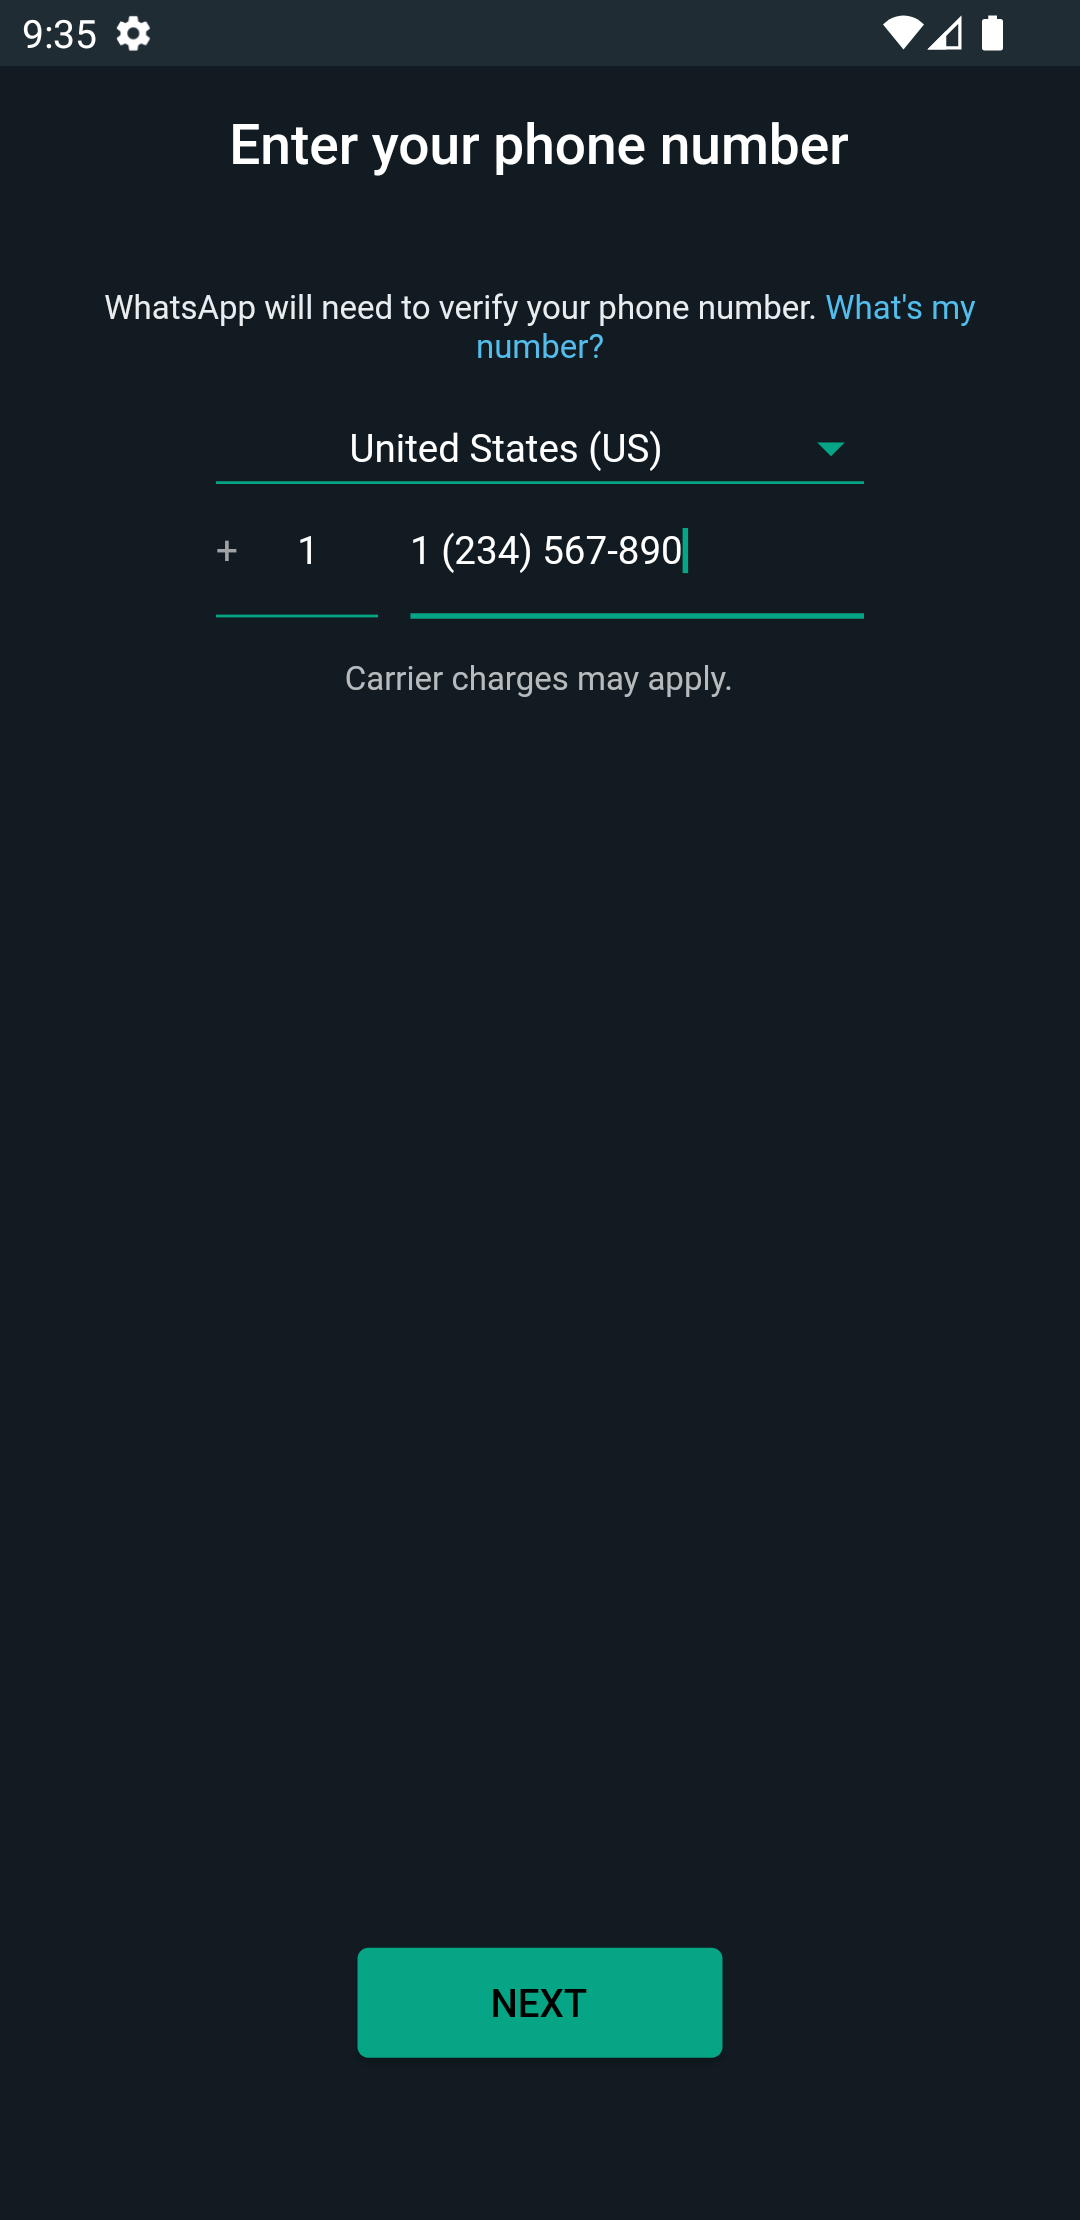 9:35
Enter your phone number
WhatsApp will need to verify your phone number. What's my
number?
United States (US)
+ 1 1 (234) 567-890
Carrier charges may apply.
NEXT